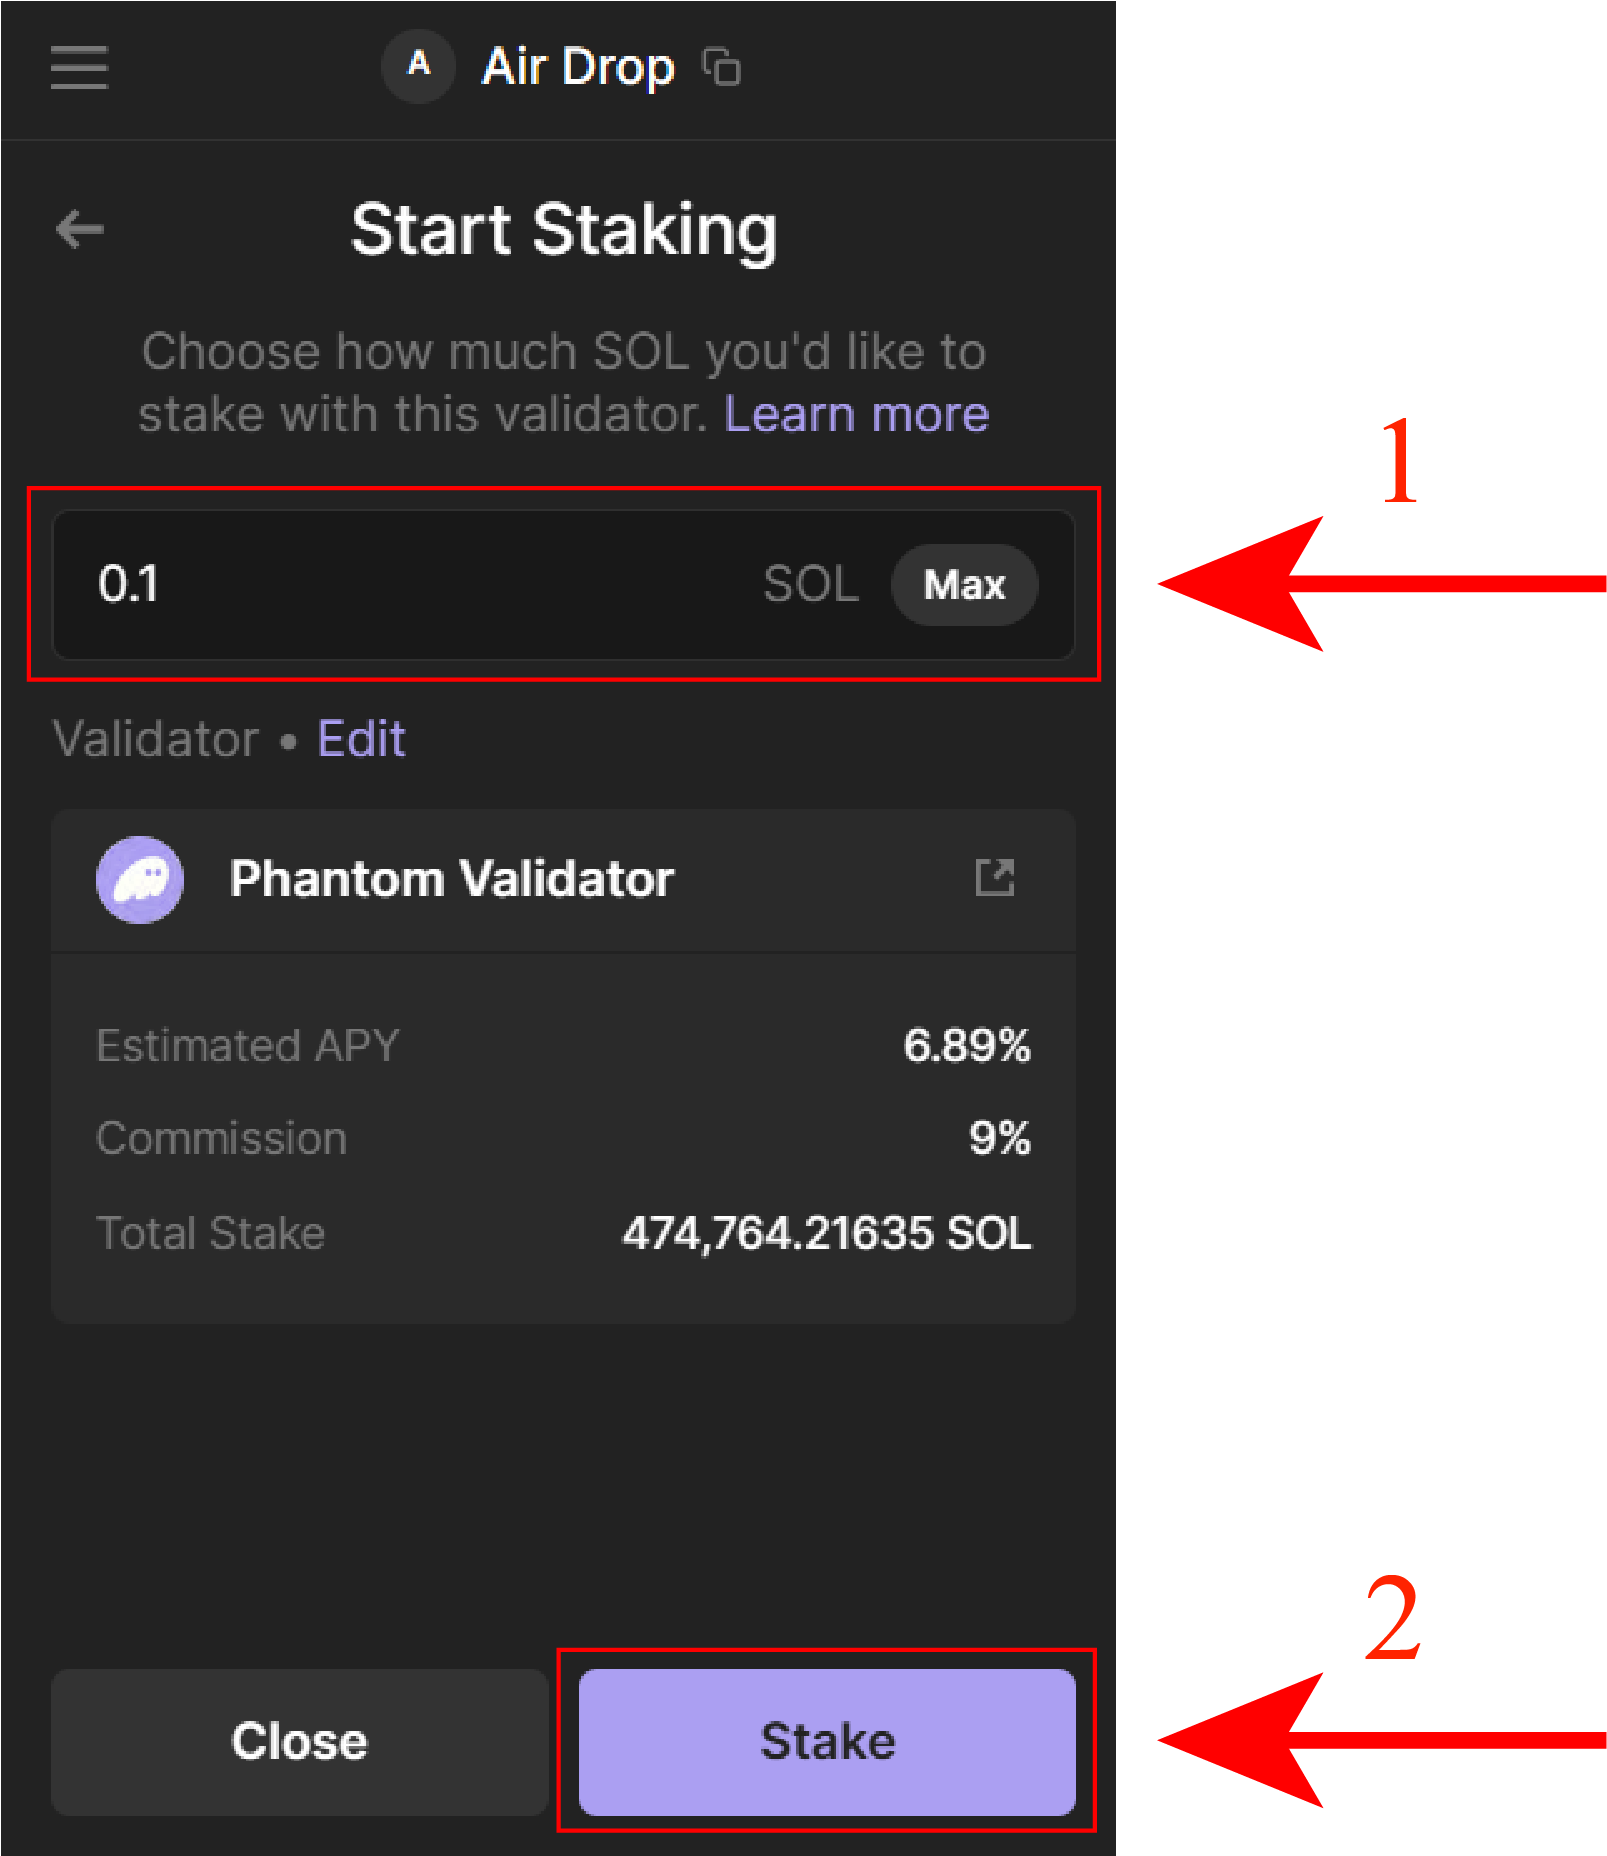 A Air Drop
Start Staking
Choose how much SOL you'd like to
stake with this validator. Learn more
1
0.1 SOL Max
Validator • Edit
Phantom Validator
Estimated APY 6.89%
Commission 9%
Total Stake 474,764.21635 SOL
2
Close Stake